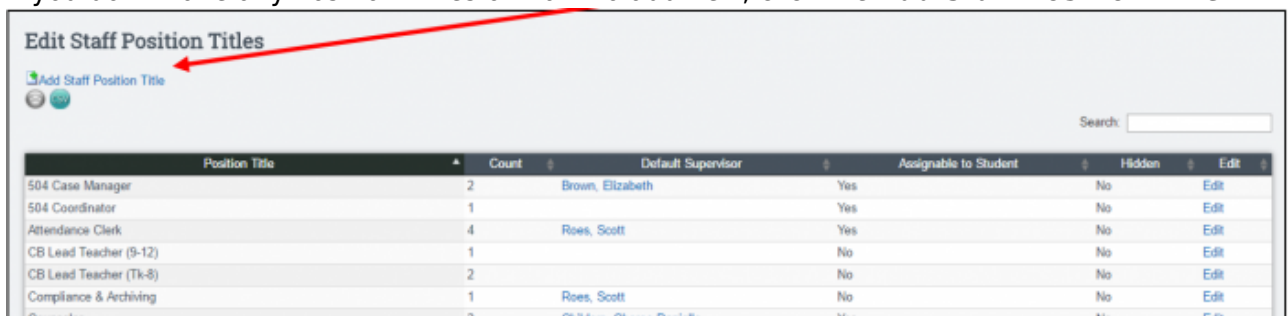 Edit Staff Position Titles
Add Staff Position Title
Search:
Position Title Count Default Supervisor Assignable to Student Hidden Edit
504 Case Manager 2 Brown, Elizabeth Yes No Edit
504 Coordinator 1 Yes No Edit
Attendance Clerk 4 Roes, Scott Yes No Edit
CB Lead Teacher (9-12) 1 No No Edit
CB Lead Teacher (Tk-8) 2 No No Edit
Compliance & Archiving 1 Roes, Scott No No Edit